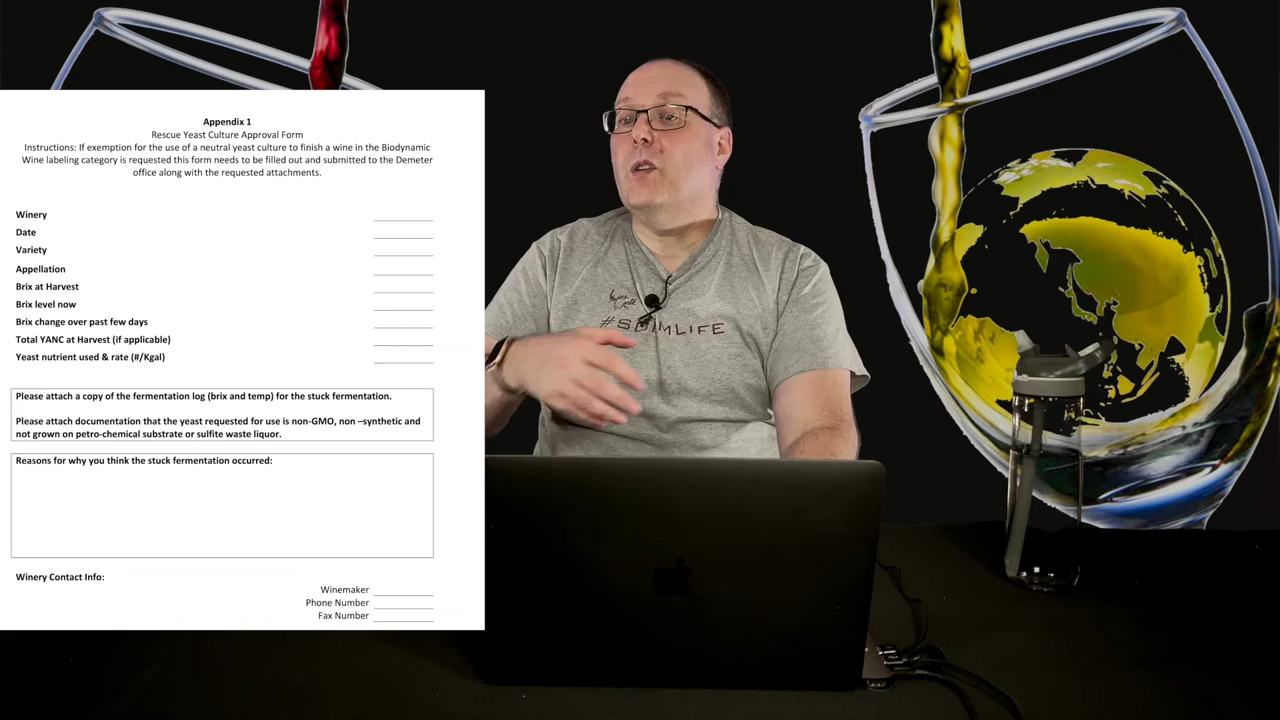 Appendix 1
Rescue Yeast Culture Approval Form
Instructions: If exemption for the use of a neutral yeast culture to finish a wine in the Biodynamic
Wine labeling category is requested this form needs to be filled out and submitted to the Demeter
office along with the requested attachments.
Winery
Date
Variety
Appellation
Brix at Harvest
Brix level now
Brix change over past few days
Total YANC at Harvest (if applicable)
Yeast nutrient used & rate (#/Kgal)
Please attach a copy of the fermentation log (brix and temp) for the stuck fermentation.
Please attach documentation that the yeast requested for use is non-GMO, non –synthetic and
not grown on petro-chemical substrate or sulfite waste liquor.
Reasons for why you think the stuck fermentation occurred:
Winery Contact Info:
Winemaker
Phone Number
Fax Number